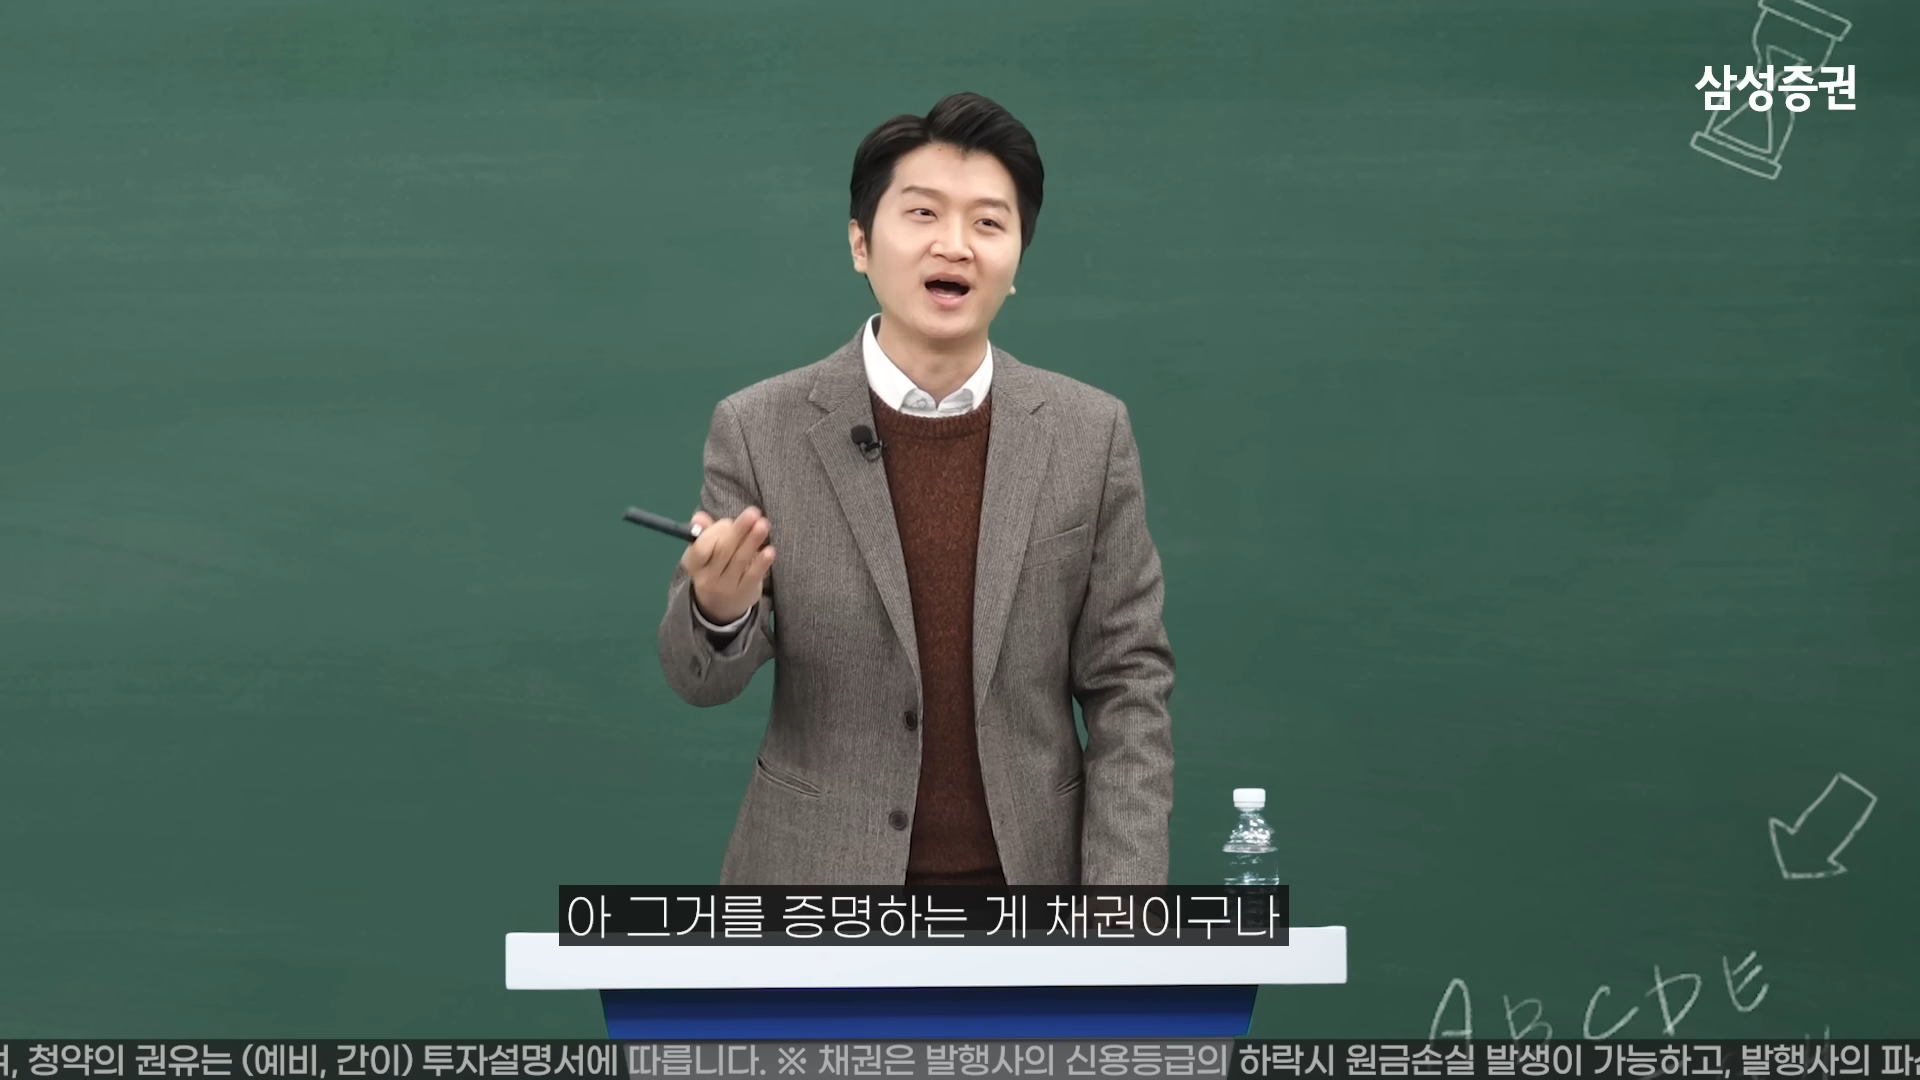 삼성증권
아 그거를 증명하는 게 채권이구나
ABCDE
며, 청약의 권유는 (예비, 간이) 투자설명서에 따릅니다. ※ 채권은 발행사의 신용등급의 하락시 원금손실 발생이 가능하고, 발행사의 파산